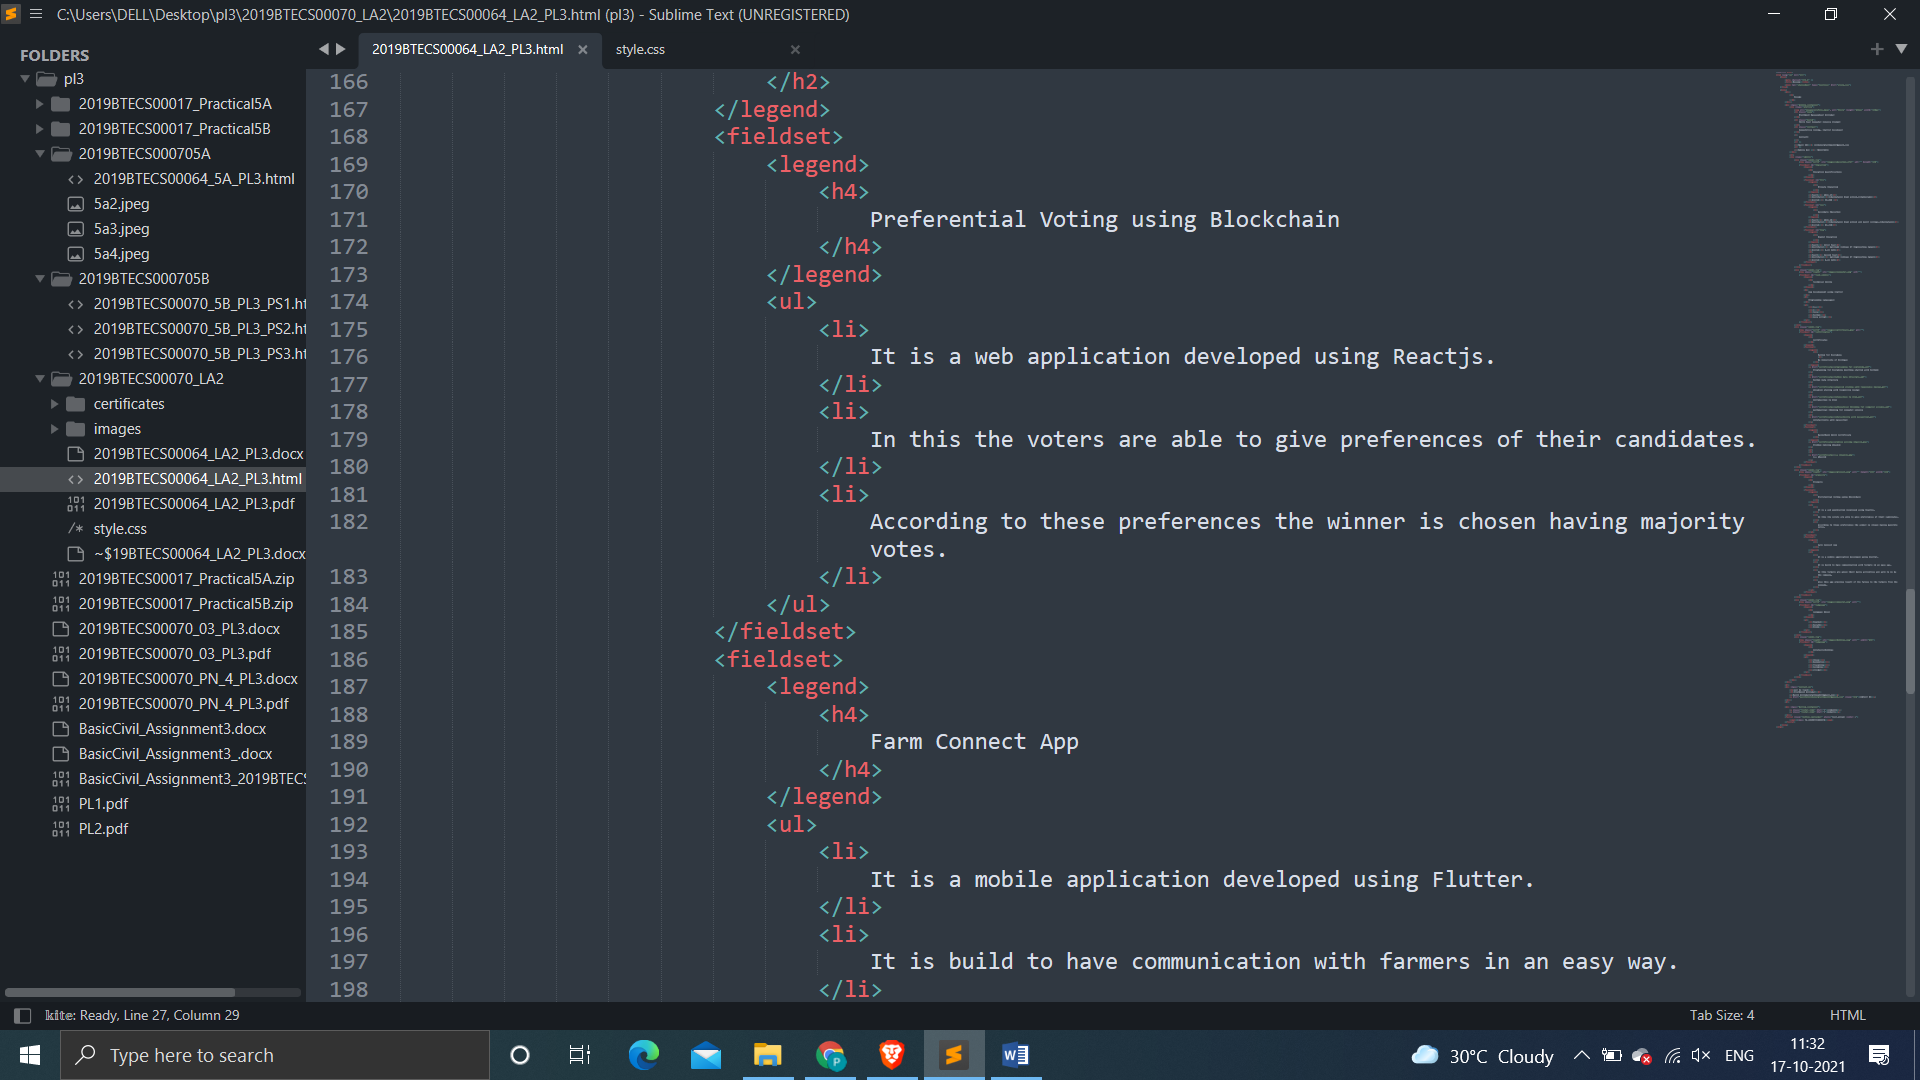 C:\Users\DELL\Desktop\pl3\2019BTECS00070_LA2\2019BTECS00064_LA2_PL3.html (pl3) - Sublime Text (UNREGISTERED)
FOLDERS
pl3
2019BTECS00017_Practical5A
2019BTECS00017_Practical5B
2019BTECS000705A
2019BTECS00064_5A_PL3.html
5a2.jpeg
5a3.jpeg
5a4.jpeg
2019BTECS000705B
2019BTECS00070_5B_PL3_PS1.ht
2019BTECS00070_5B_PL3_PS2.ht
2019BTECS00070_5B_PL3_PS3.ht
2019BTECS00070_LA2
certificates
images
2019BTECS00064_LA2_PL3.docx
2019BTECS00064_LA2_PL3.html
2019BTECS00064_LA2_PL3.pdf
style.css
~$19BTECS00064_LA2_PL3.docx
2019BTECS00017_Practical5A.zip
2019BTECS00017_Practical5B.zip
2019BTECS00070_03_PL3.docx
2019BTECS00070_03_PL3.pdf
2019BTECS00070_PN_4_PL3.docx
2019BTECS00070_PN_4_PL3.pdf
BasicCivil_Assignment3.docx
BasicCivil_Assignment3_.docx
BasicCivil_Assignment3_2019BTECS
PL1.pdf
PL2.pdf
2019BTECS00064_LA2_PL3.html
style.css
166 </h2>
167 </legend>
168 <fieldset>
169 <legend>
170 <h4>
171 Preferential Voting using Blockchain
172 </h4>
173 </legend>
174 <ul>
175 <li>
176 It is a web application developed using Reactjs.
177 </li>
178 <li>
179 In this the voters are able to give preferences of their candidates.
180 </li>
181 <li>
182 According to these preferences the winner is chosen having majority
votes.
183 </li>
184 </ul>
185 </fieldset>
186 <fieldset>
187 <legend>
188 <h4>
189 Farm Connect App
190 </h4>
191 </legend>
192 <ul>
193 <li>
194 It is a mobile application developed using Flutter.
195 </li>
196 <li>
197 It is build to have communication with farmers in an easy way.
198 </li>
kite: Ready, Line 27, Column 29
Tab Size: 4
HTML
Type here to search
30°C Cloudy
ENG
11:32
17-10-2021